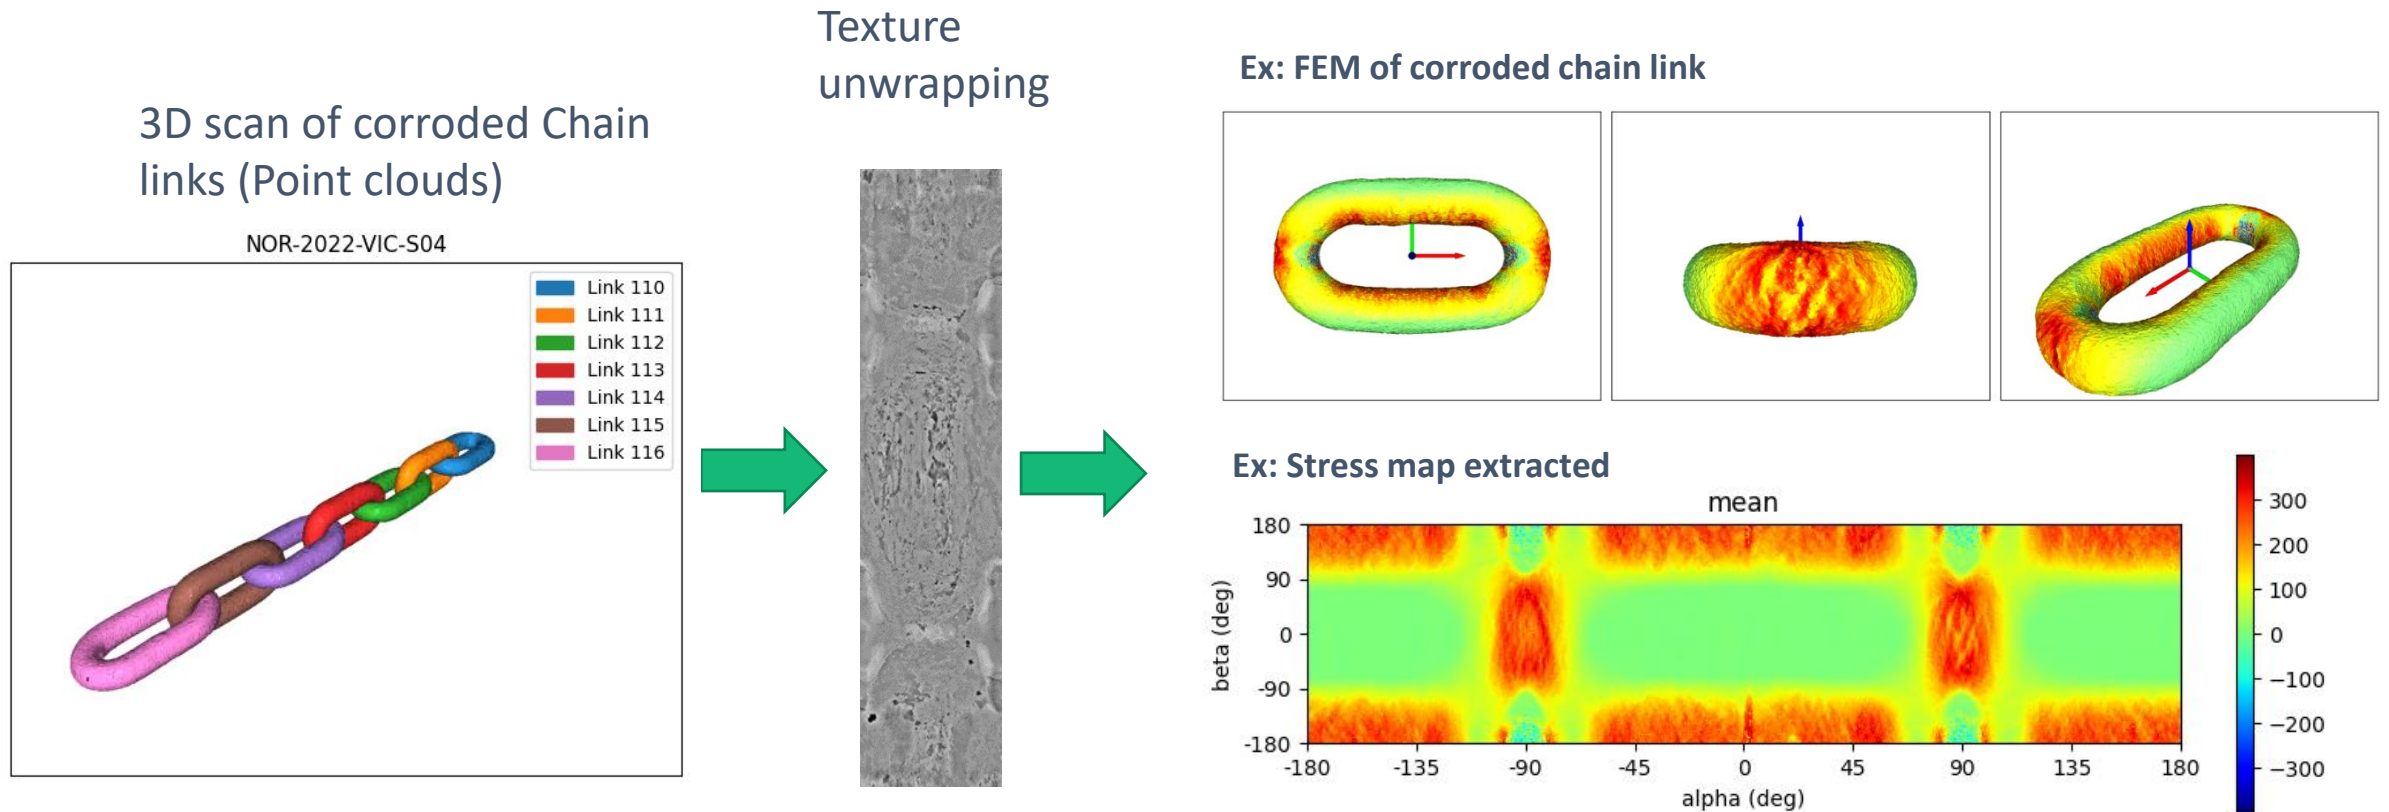 Texture
unwrapping
3D scan of corroded Chain
links (Point clouds)
NOR-2022-VIC-S04
Link 110
Link 111
Link 112
Link 113
Link 114
Link 115
Link 116
Ex: FEM of corroded chain link
Ex: Stress map extracted
mean
180
90
0
-90
-180
beta (deg)
-180 -135 -90 -45 0 45 90 135 180
alpha (deg)
300
200
100
0
−100
−200
−300